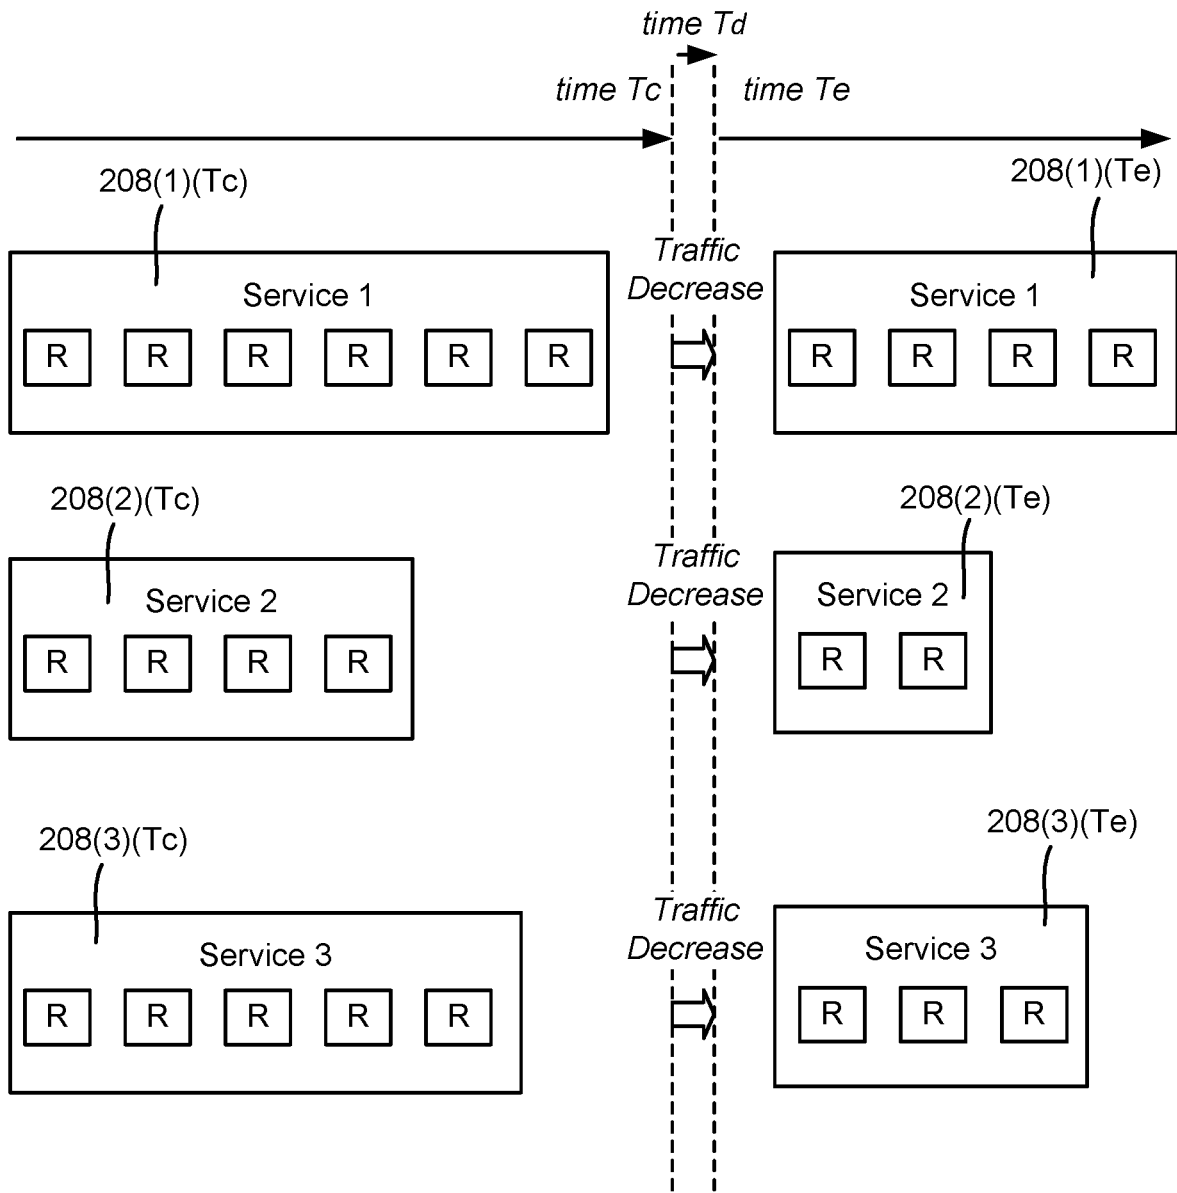 time Td
time Tc
time Te
208(1)(Tc)
208(1)(Te)
Traffic
Decrease
Service 1
R R R R R R
Service 1
R R R R
208(2)(Tc)
208(2)(Te)
Traffic
Decrease
Service 2
R R R R
Service 2
R R
208(3)(Tc)
208(3)(Te)
Traffic
Decrease
Service 3
R R R R R
Service 3
R R R